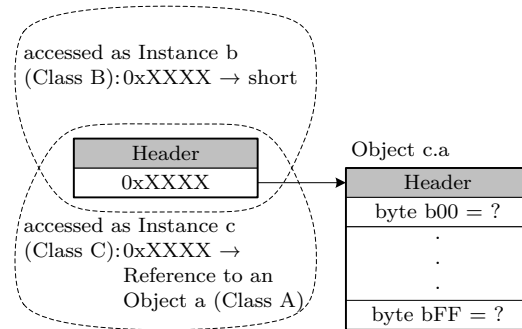 accessed as Instance b
(Class B): 0xXXXX → short
Header
0xXXXX
accessed as Instance c
(Class C): 0xXXXX →
Reference to an
Object a (Class A)
Object c.a
Header
byte b00 = ?
.
.
.
byte bFF = ?